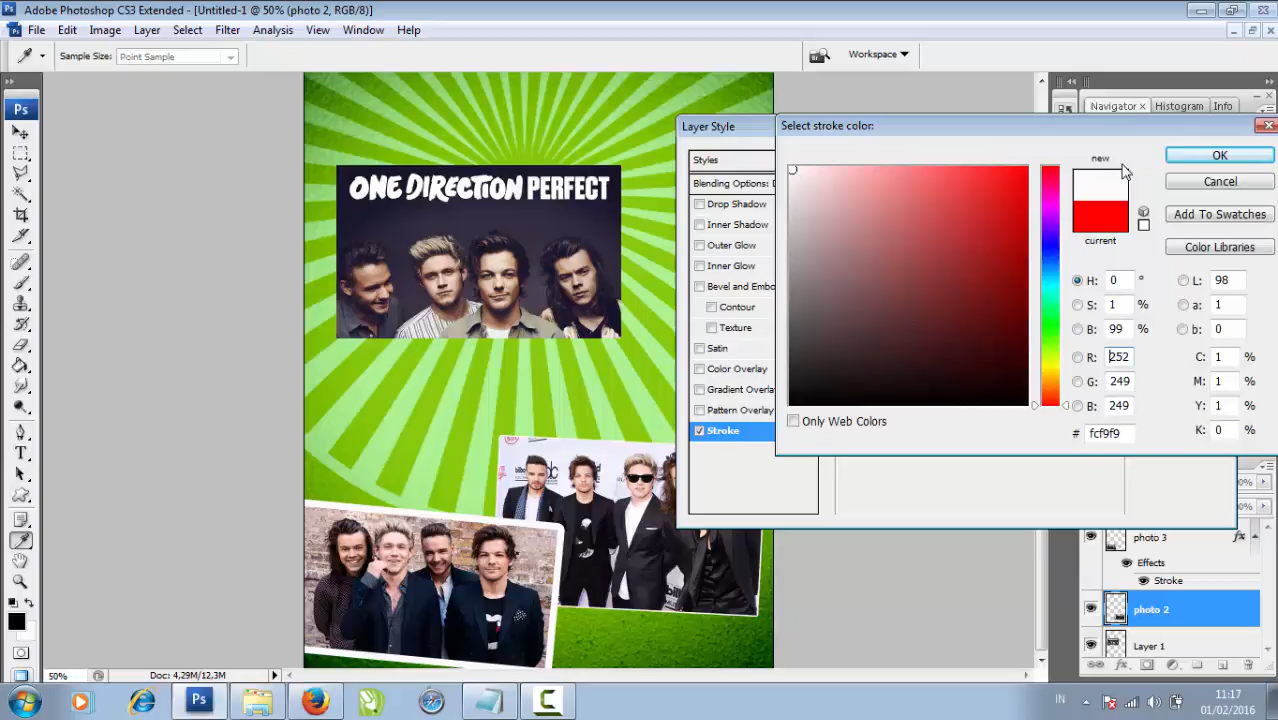 Adobe Photoshop CS3 Extended - [Untitled-1 @ 50% (photo 2, RGB/8)]
File Edit Image Layer Select Filter Analysis View Window Help
Sample Size: Point Sample Workspace
Ps
Navigator × Histogram Info
Layer Style
Select stroke color:
Styles
Blending Options: D
Drop Shadow
Inner Shadow
Outer Glow
Inner Glow
Bevel and Embo
Contour
Texture
Satin
Color Overlay
Gradient Overla
Pattern Overlay
Stroke
new
current
OK
Cancel
Add To Swatches
Color Libraries
H: 0 °
S: 1 %
B: 99 %
R: 252
G: 249
B: 249
# fcf9f9
L: 98
a: 1
b: 0
C: 1 %
M: 1 %
Y: 1 %
K: 0 %
Only Web Colors
ONE DIRECTION PERFECT
photo 3
Effects
Stroke
photo 2
Layer 1
50% Doc: 4,29M/12,3M
IN
11:17
01/02/2016